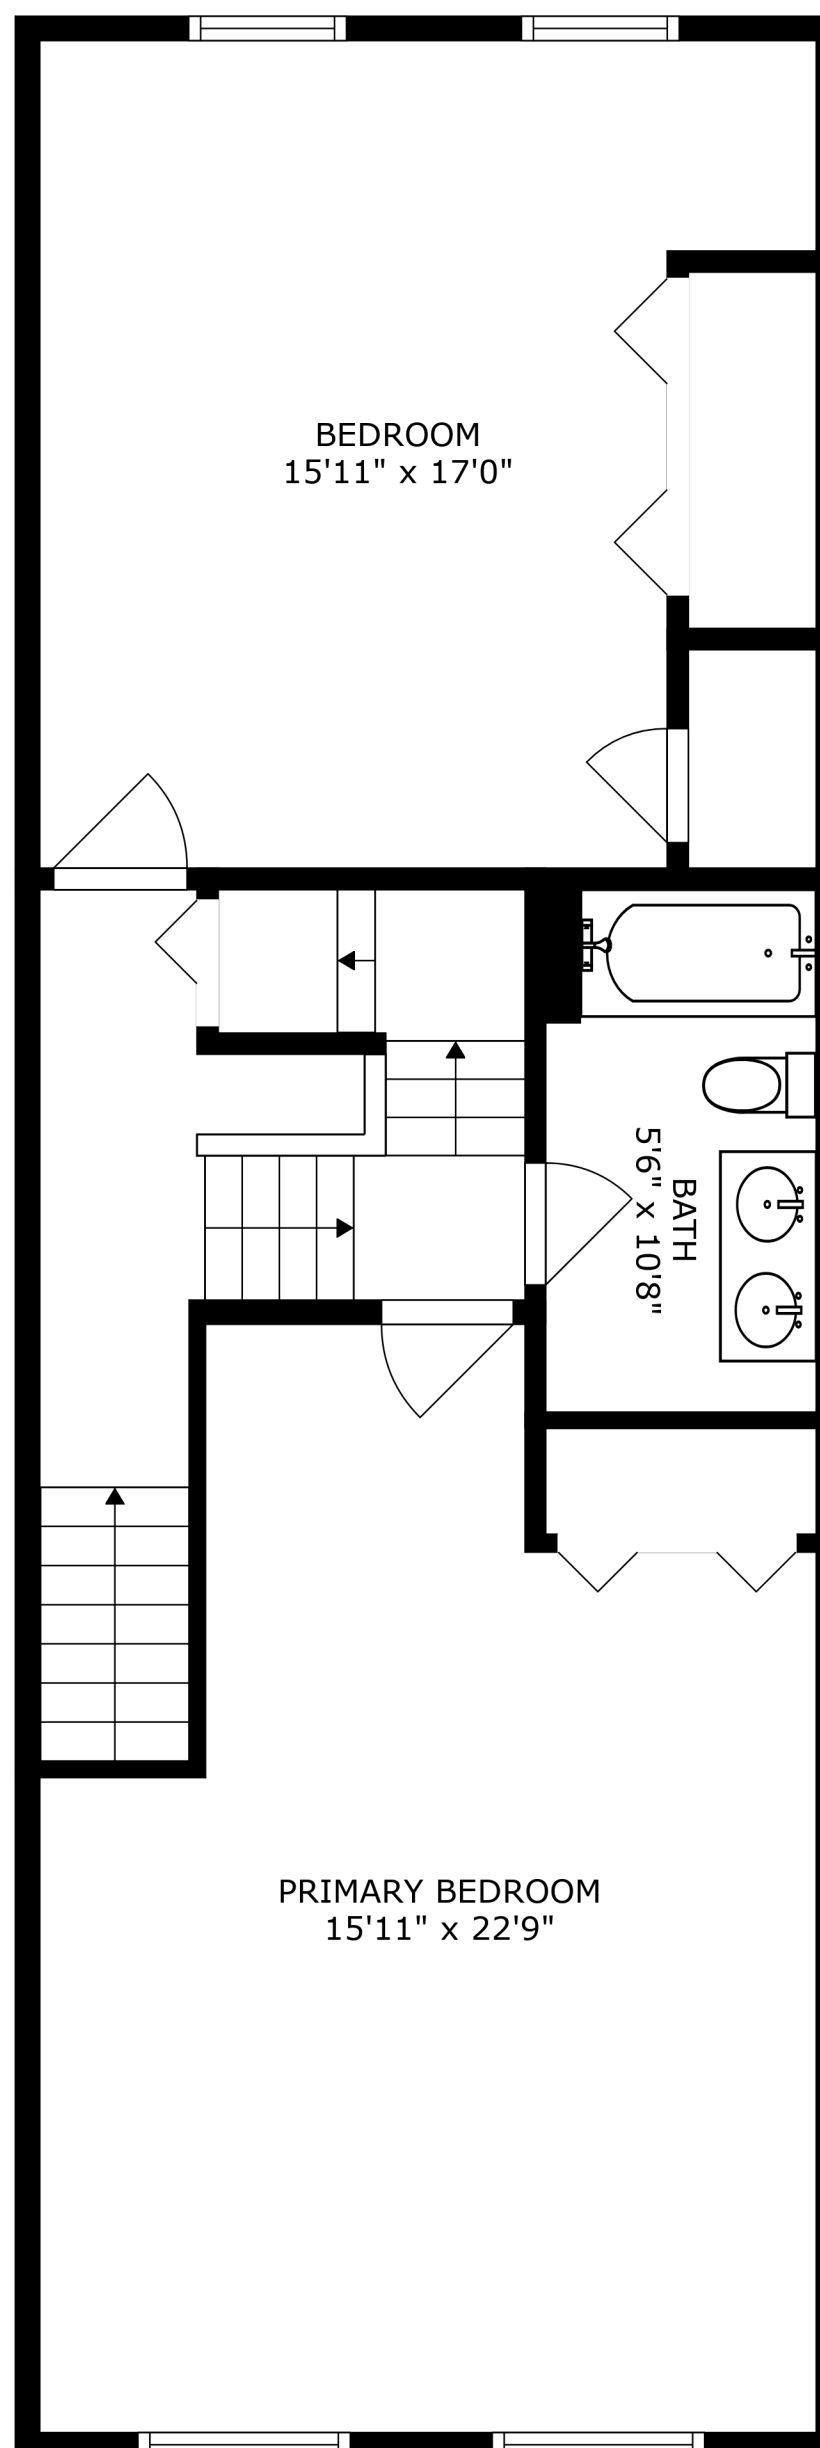 BEDROOM
15'11" x 17'0"
BATH
5'6" x 10'8"
PRIMARY BEDROOM
15'11" x 22'9"